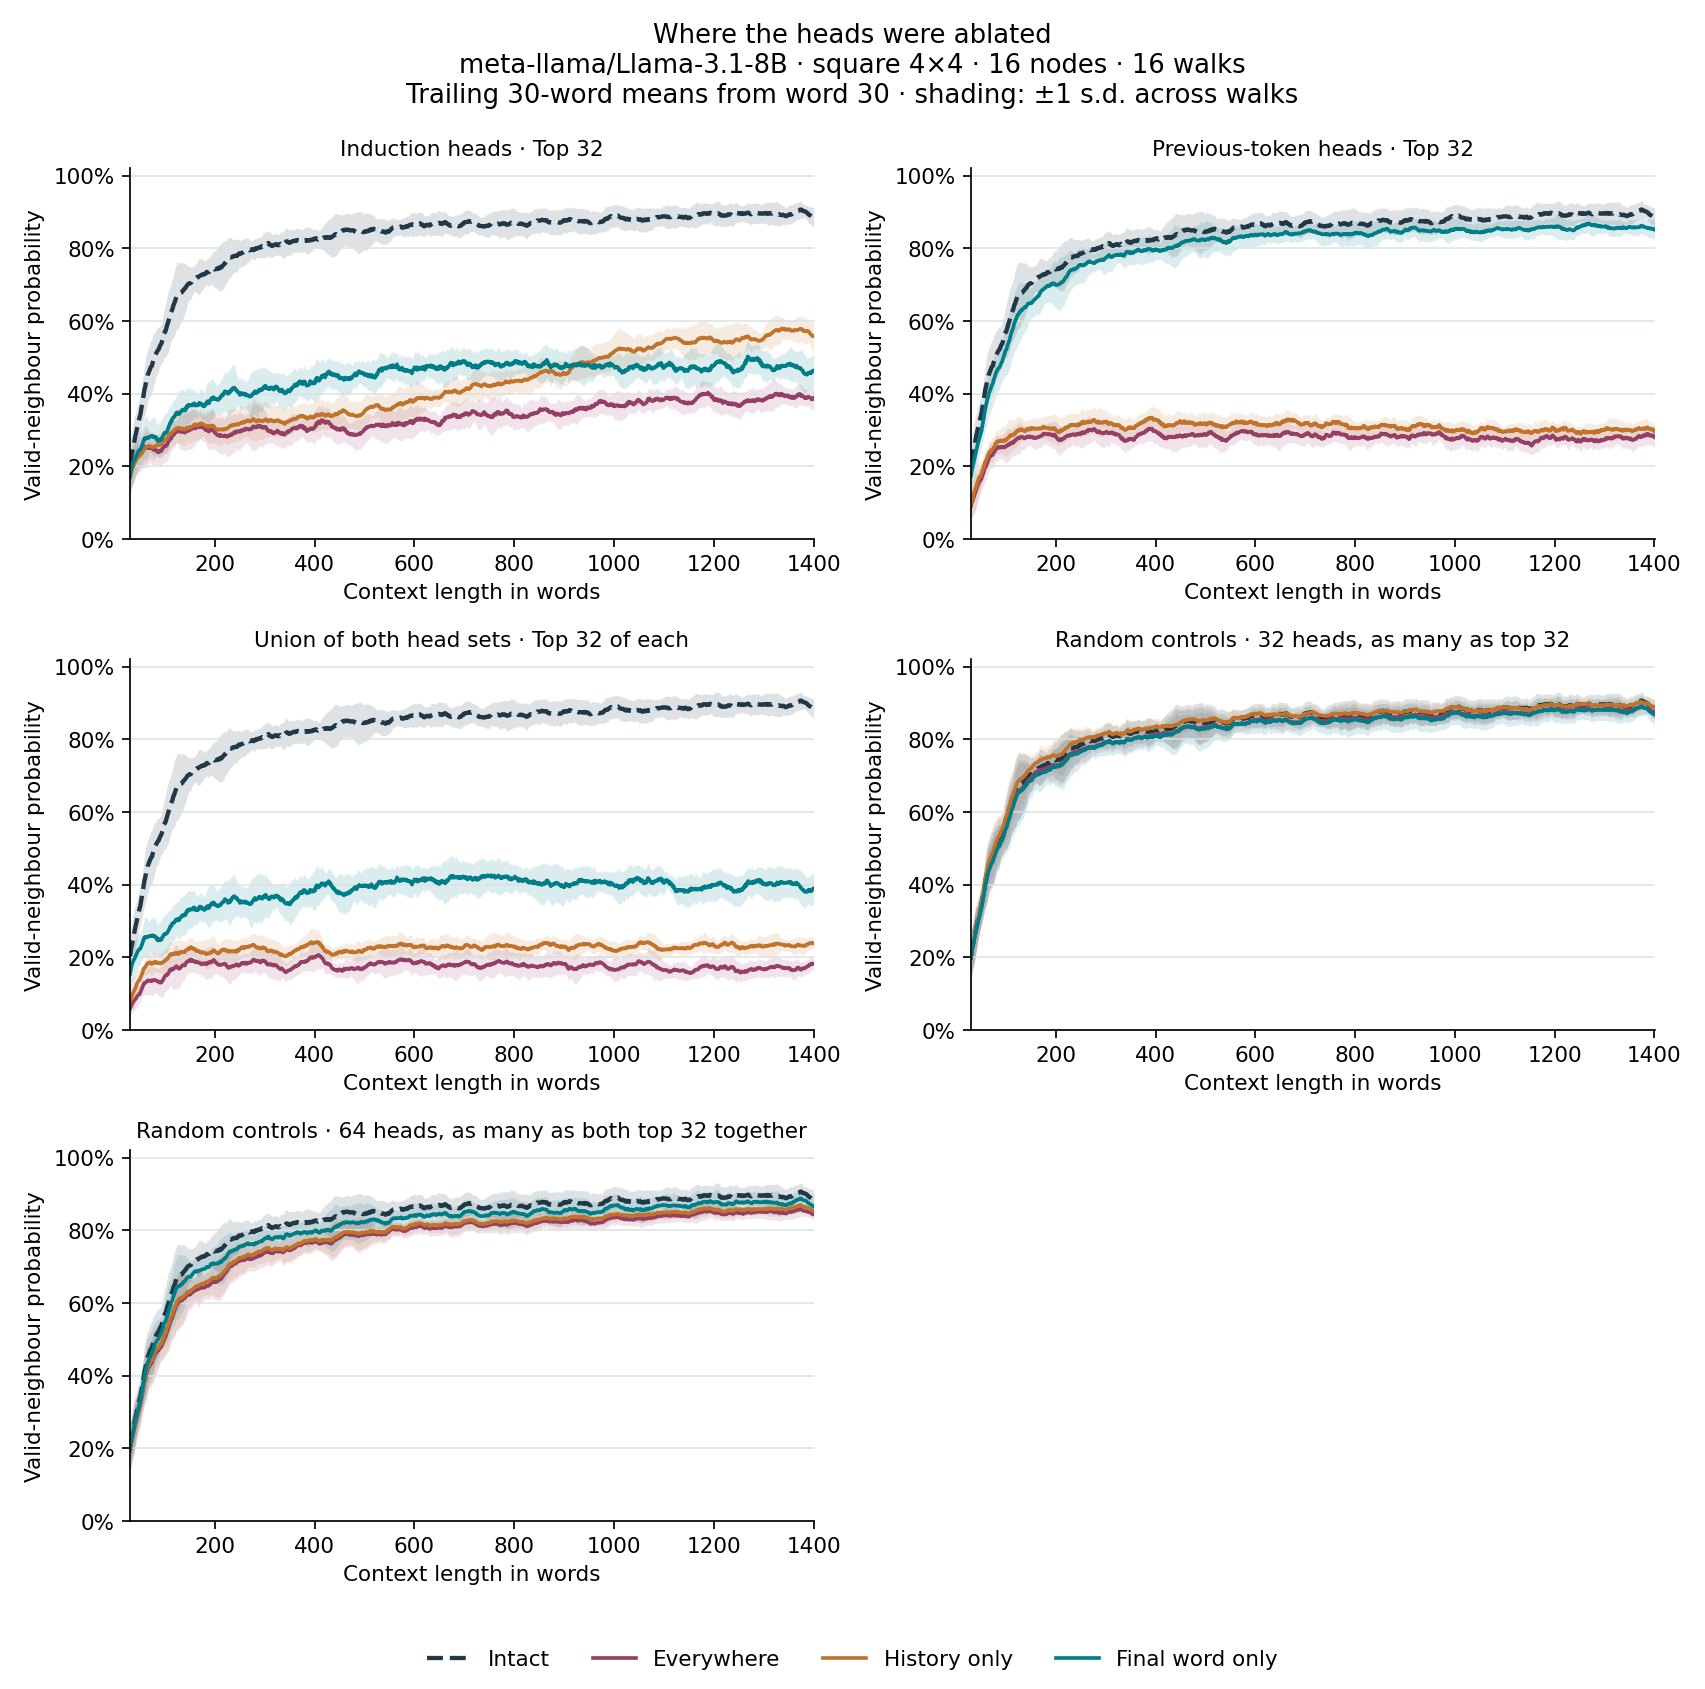 Where the heads were ablated
meta-llama/Llama-3.1-8B · square 4×4 · 16 nodes · 16 walks
Trailing 30-word means from word 30 · shading: ±1 s.d. across walks
Induction heads · Top 32
Valid-neighbour probability
100%
80%
60%
40%
20%
0%
200 400 600 800 1000 1200 1400
Context length in words
Previous-token heads · Top 32
Valid-neighbour probability
100%
80%
60%
40%
20%
0%
200 400 600 800 1000 1200 1400
Context length in words
Union of both head sets · Top 32 of each
Valid-neighbour probability
100%
80%
60%
40%
20%
0%
200 400 600 800 1000 1200 1400
Context length in words
Random controls · 32 heads, as many as top 32
Valid-neighbour probability
100%
80%
60%
40%
20%
0%
200 400 600 800 1000 1200 1400
Context length in words
Random controls · 64 heads, as many as both top 32 together
Valid-neighbour probability
100%
80%
60%
40%
20%
0%
200 400 600 800 1000 1200 1400
Context length in words
Intact Everywhere History only Final word only